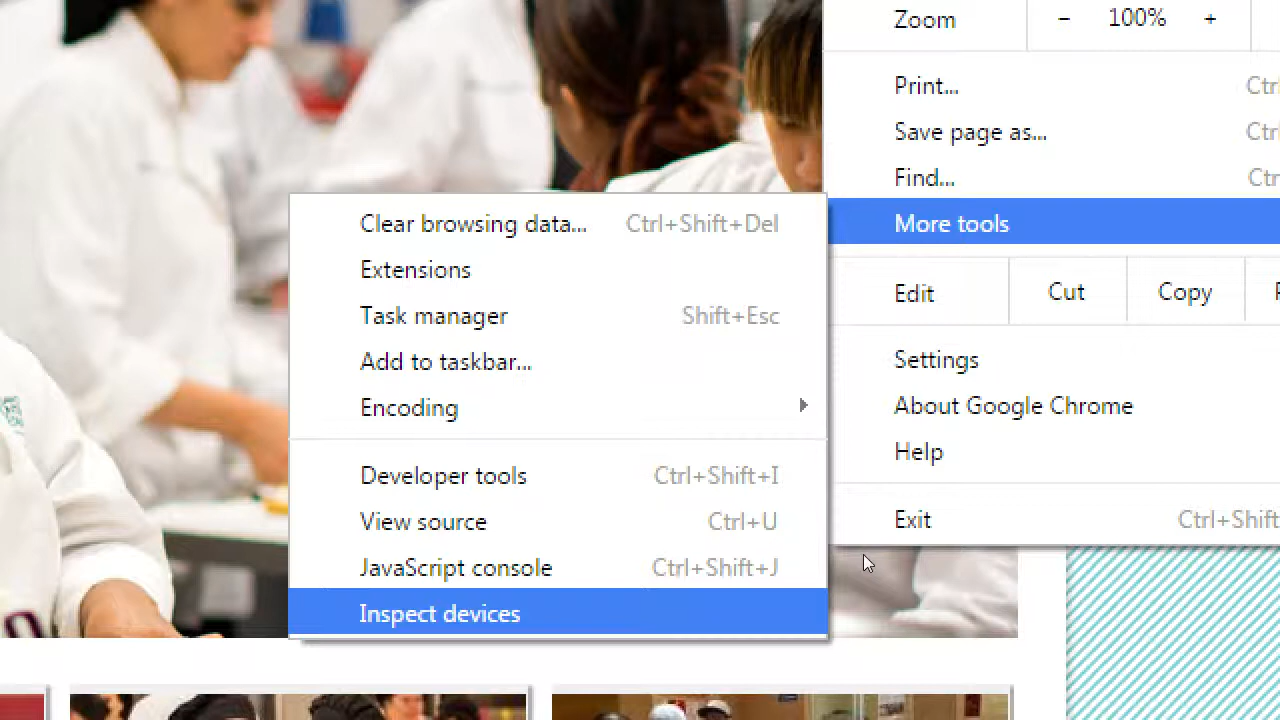 Zoom − 100% +
Print... Ctrl
Save page as... Ctrl
Find... Ctr
More tools
Clear browsing data... Ctrl+Shift+Del
Extensions
Task manager Shift+Esc
Add to taskbar...
Encoding
Developer tools Ctrl+Shift+I
View source Ctrl+U
JavaScript console Ctrl+Shift+J
Inspect devices
Edit Cut Copy
Settings
About Google Chrome
Help
Exit Ctrl+Shift